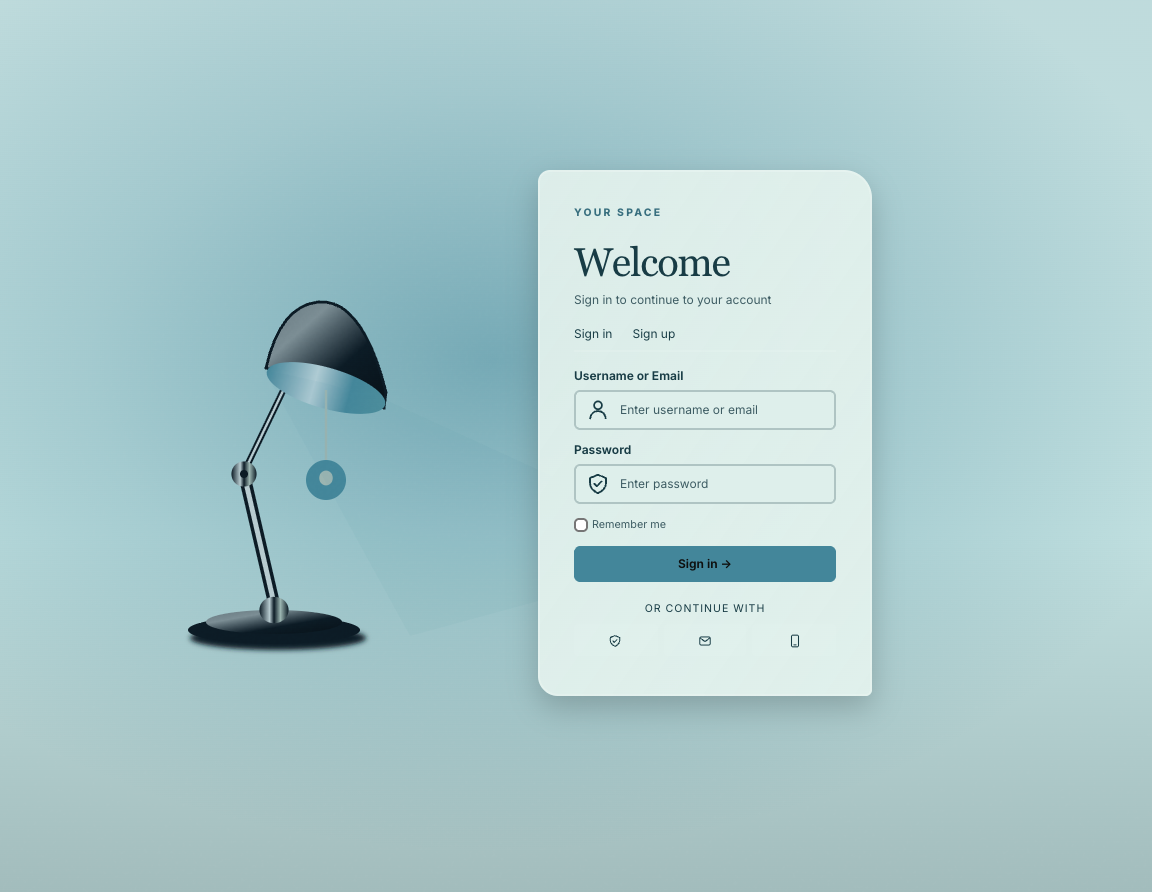 YOUR SPACE
Welcome
Sign in to continue to your account
Sign in Sign up
Username or Email
Enter username or email
Password
Enter password
Remember me
Sign in →
OR CONTINUE WITH